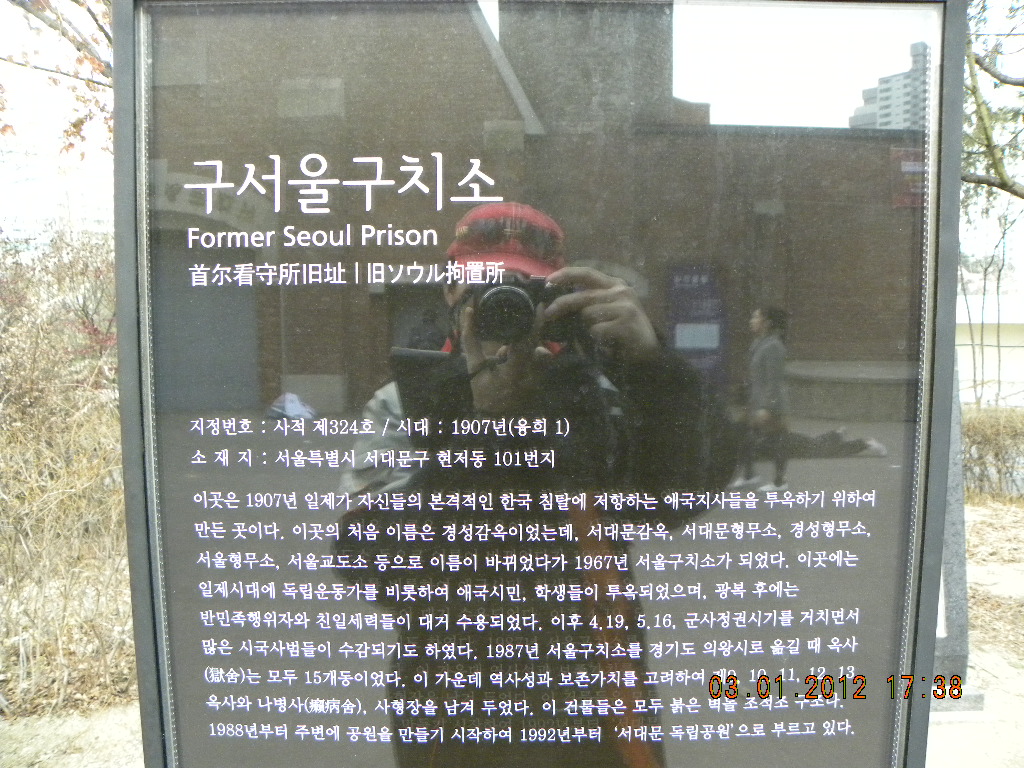 구서울구치소
Former Seoul Prison
首尔看守所旧址 | 旧ソウル拘置所
지정번호 : 사적 제324호 / 시대 : 1907년(융희 1)
소 재 지 : 서울특별시 서대문구 현저동 101번지
이곳은 1907년 일제가 자신들의 본격적인 한국 침탈에 저항하는 애국지사들을 투옥하기 위하여
만든 곳이다. 이곳의 처음 이름은 경성감옥이었는데, 서대문감옥, 서대문형무소, 경성형무소,
서울형무소, 서울교도소 등으로 이름이 바뀌었다가 1967년 서울구치소가 되었다. 이곳에는
일제시대에 독립운동가를 비롯하여 애국시민, 학생들이 투옥되었으며, 광복 후에는
반민족행위자와 친일세력들이 대거 수용되었다. 이후 4.19, 5.16, 군사정권시기를 거치면서
많은 시국사범들이 수감되기도 하였다. 1987년 서울구치소를 경기도 의왕시로 옮길 때 옥사
(獄舍)는 모두 15개동이었다. 이 가운데 역사성과 보존가치를 고려하여 제9, 10, 11, 12, 13
옥사와 나병사(癩病舍), 사형장을 남겨 두었다. 이 건물들은 모두 붉은 벽돌 조적조 구조다.
1988년부터 주변에 공원을 만들기 시작하여 1992년부터 ‘서대문 독립공원’으로 부르고 있다.
03.01.2012 17:38